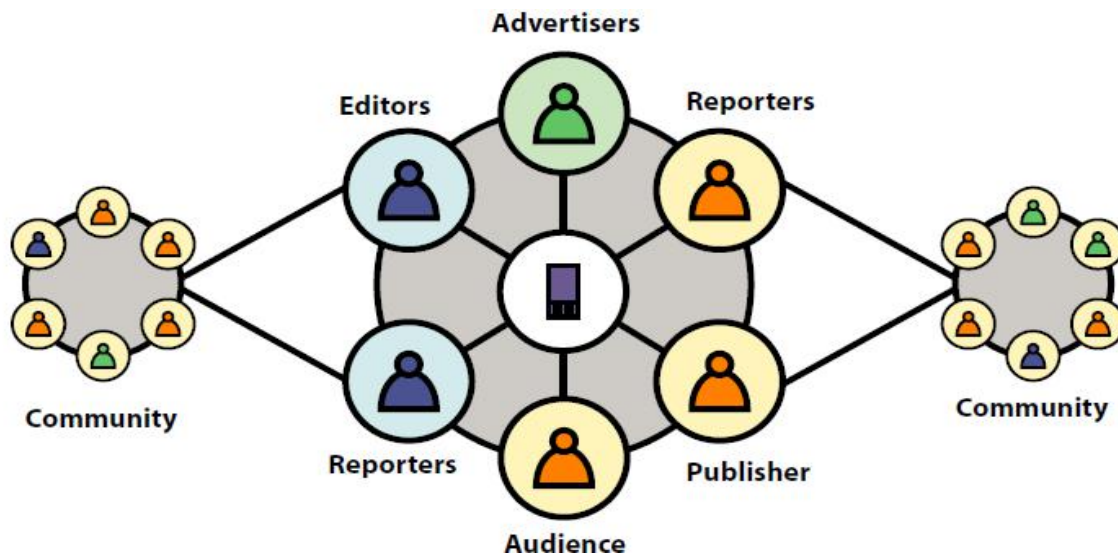 Advertisers
Editors
Reporters
Community
Community
Reporters
Publisher
Audience